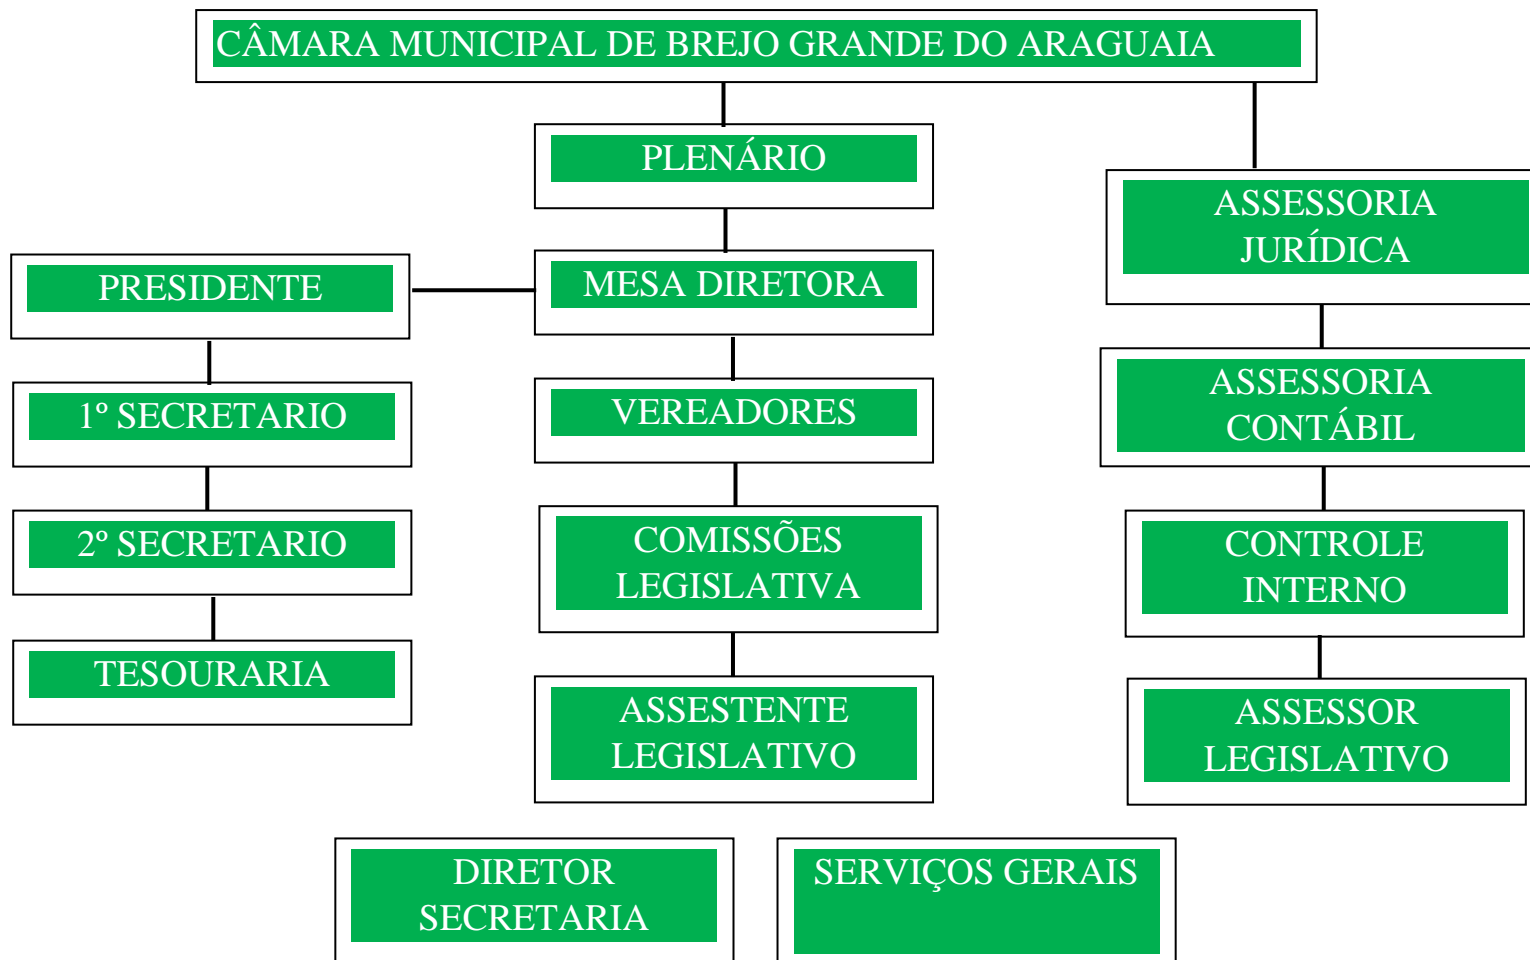 CÂMARA MUNICIPAL DE BREJO GRANDE DO ARAGUAIA
PLENÁRIO
ASSESSORIA
JURÍDICA
PRESIDENTE
MESA DIRETORA
1º SECRETARIO
VEREADORES
ASSESSORIA
CONTÁBIL
2º SECRETARIO
COMISSÕES
LEGISLATIVA
CONTROLE
INTERNO
TESOURARIA
ASSESTENTE
LEGISLATIVO
ASSESSOR
LEGISLATIVO
DIRETOR
SECRETARIA
SERVIÇOS GERAIS